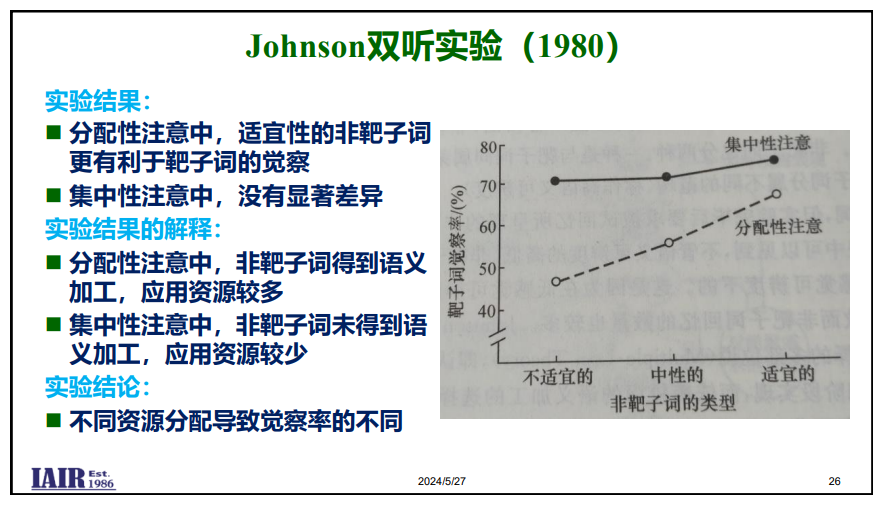 Johnson双听实验（1980）
实验结果：
■ 分配性注意中，适宜性的非靶子词
更有利于靶子词的觉察
■ 集中性注意中，没有显著差异
实验结果的解释：
■ 分配性注意中，非靶子词得到语义
加工，应用资源较多
■ 集中性注意中，非靶子词未得到语
义加工，应用资源较少
实验结论：
■ 不同资源分配导致觉察率的不同
靶子词觉察率/(%)
80
70
60
50
40
集中性注意
分配性注意
不适宜的 中性的 适宜的
非靶子词的类型
IAIR Est.
1986
2024/5/27
26